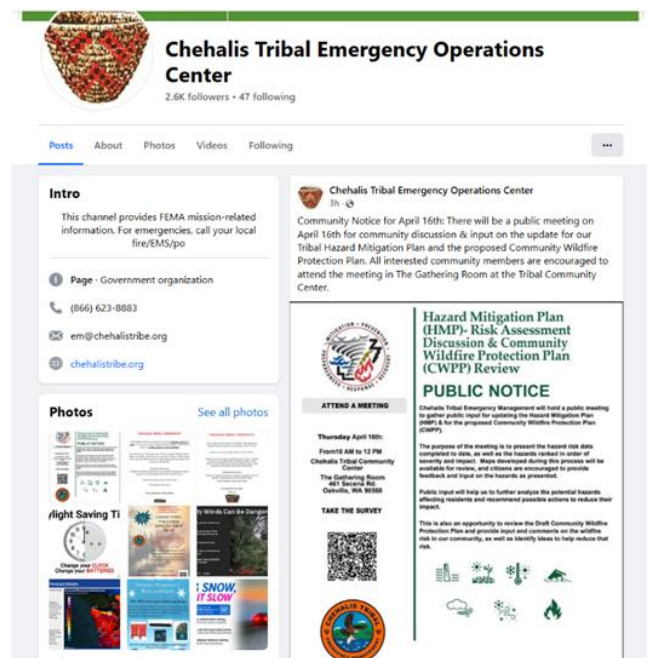 Chehalis Tribal Emergency Operations
Center
2.6K followers • 47 following
Posts About Photos Videos Following
Intro
This channel provides FEMA mission-related
information. For emergencies, call your local
fire/EMS/po
Page · Government organization
(866) 623-8883
em@chehalistribe.org
chehalistribe.org
Photos See all photos
PUBLIC NOTICE
ylight Saving Ti
Change your CLOCK
Change your BATTERIES
y Winds Can Be Danger
SNOW,
IT SLOW
Chehalis Tribal Emergency Operations Center
3h ·
Community Notice for April 16th: There will be a public meeting on
April 16th for community discussion & input on the update for our
Tribal Hazard Mitigation Plan and the proposed Community Wildfire
Protection Plan. All interested community members are encouraged to
attend the meeting in The Gathering Room at the Tribal Community
Center.
MITIGATION • PREVENTION • RESPONSE • PREPAREDNESS
ATTEND A MEETING
Thursday April 16th:
From10 AM to 12 PM
Chehalis Tribal Community
Center
The Gathering Room
461 Secena Rd.
Oakville, WA 98568
TAKE THE SURVEY
CHEHALIS TRIBAL
Hazard Mitigation Plan
(HMP)- Risk Assessment
Discussion & Community
Wildfire Protection Plan
(CWPP) Review
PUBLIC NOTICE
Chehalis Tribal Emergency Management will hold a public meeting
to gather public input for updating the Hazard Mitigation Plan
(HMP) & for the proposed Community Wildfire Protection Plan
(CWPP).
The purpose of the meeting is to present the hazard risk data
completed to date, as well as the hazards ranked in order of
severity and impact. Maps developed during this process will be
available for review, and citizens are encouraged to provide
feedback and input on the hazards as presented.
Public input will help us to further analyze the potential hazards
affecting residents and recommend possible actions to reduce their
impact.
This is also an opportunity to review the Draft Community Wildfire
Protection Plan and provide input and comments on the wildfire
risk in our community, as well as identify ideas to help reduce that
risk.